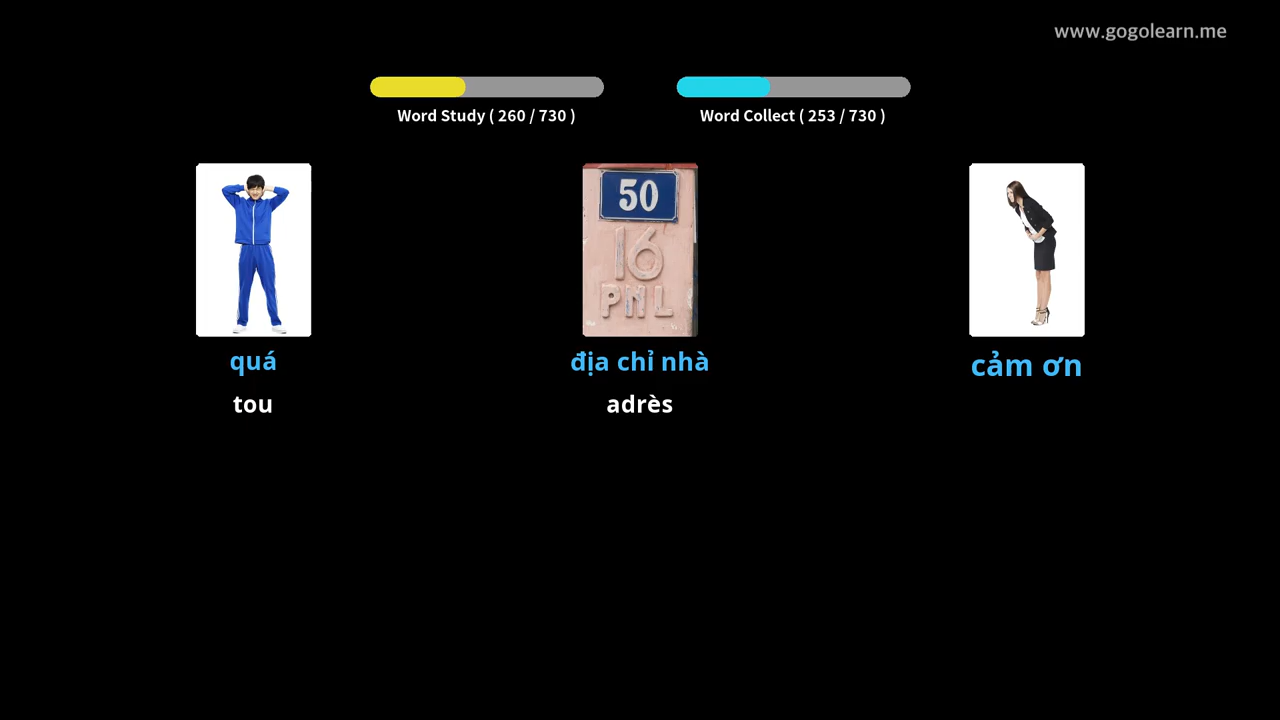 www.gogolearn.me
Word Study ( 260 / 730 )
Word Collect ( 253 / 730 )
50
16
PNL
quá
địa chỉ nhà
cảm ơn
tou
adrès